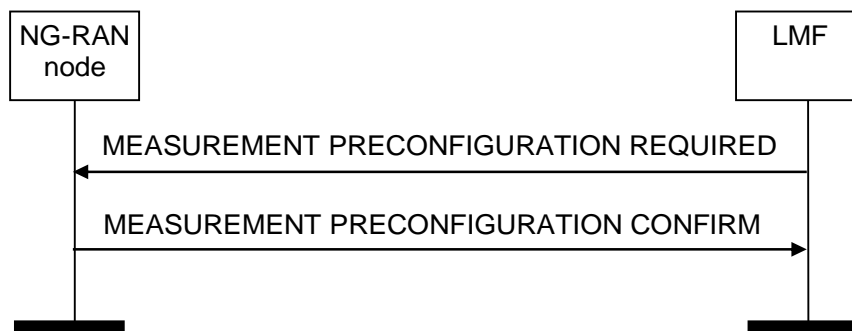 NG-RAN
node
LMF
MEASUREMENT PRECONFIGURATION REQUIRED
MEASUREMENT PRECONFIGURATION CONFIRM